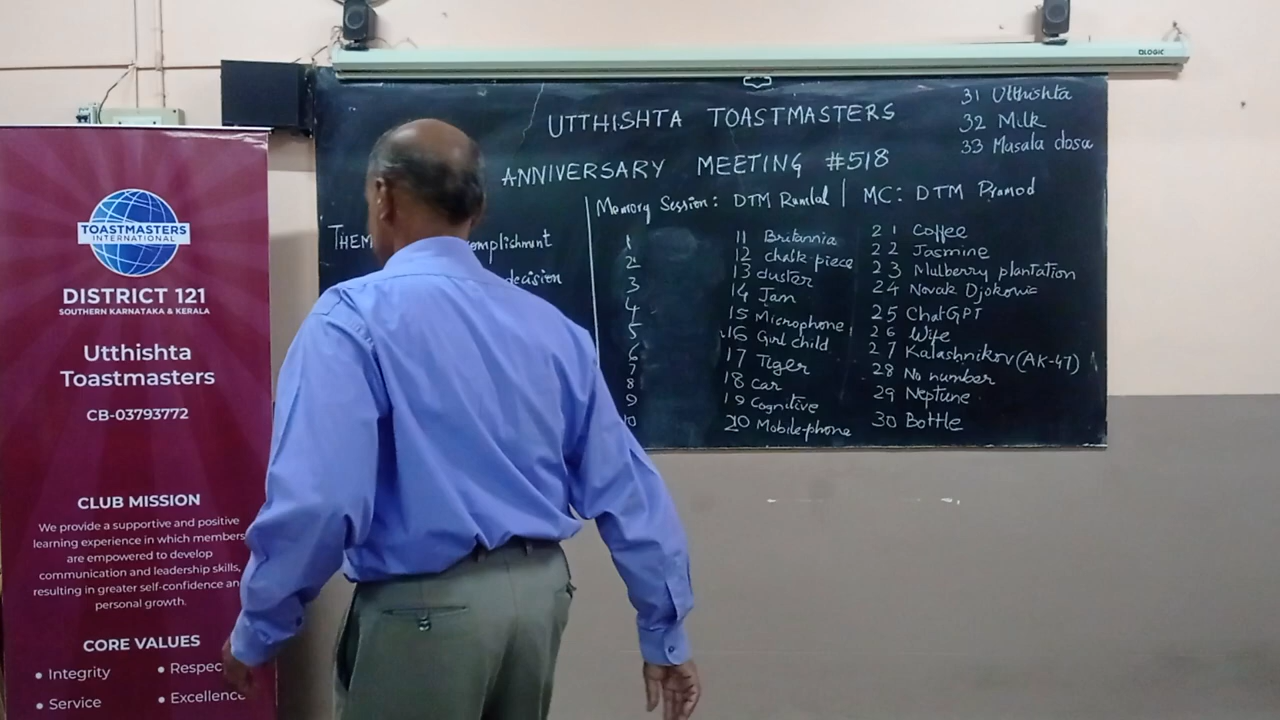 TOASTMASTERS
INTERNATIONAL
DISTRICT 121
SOUTHERN KARNATAKA & KERALA
Utthishta
Toastmasters
CB-03793772
CLUB MISSION
We provide a supportive and positive
learning experience in which members
are empowered to develop
communication and leadership skills,
resulting in greater self-confidence an
personal growth.
CORE VALUES
• Integrity
• Respec
• Service
• Excellence
QLOGIC
UTTHISHTA TOASTMASTERS
ANNIVERSARY MEETING #518
31 Utthishta
32 Milk
33 Masala dosa
THEM
omplishment
decision
Memory Session: DTM | MC: DTM Pramod
1
2
3
4
5
6
7
8
9
10
11 Britannia
12 chalk-piece
13 duster
14 Jam
15 Microphone
16 Girl child
17 Tiger
18 Car
19 Cognitive
20 Mobilephone
21 Coffee
22 Jasmine
23 Mulberry plantation
24 Novak Djokovic
25 ChatGPT
26 Wife
27 Kalashnikov (AK-47)
28 No number
29 Neptune
30 Bottle